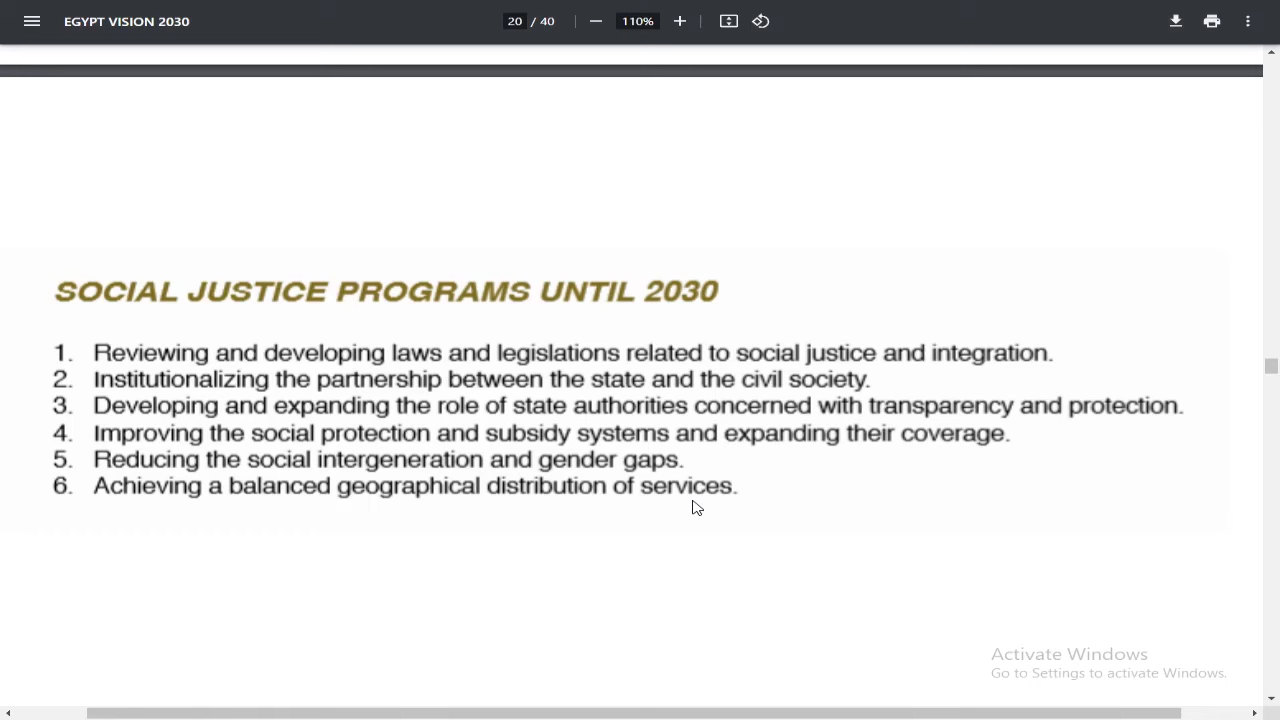 EGYPT VISION 2030
20 / 40
110%
SOCIAL JUSTICE PROGRAMS UNTIL 2030
1. Reviewing and developing laws and legislations related to social justice and integration.
2. Institutionalizing the partnership between the state and the civil society.
3. Developing and expanding the role of state authorities concerned with transparency and protection.
4. Improving the social protection and subsidy systems and expanding their coverage.
5. Reducing the social intergeneration and gender gaps.
6. Achieving a balanced geographical distribution of services.
Activate Windows
Go to Settings to activate Windows.